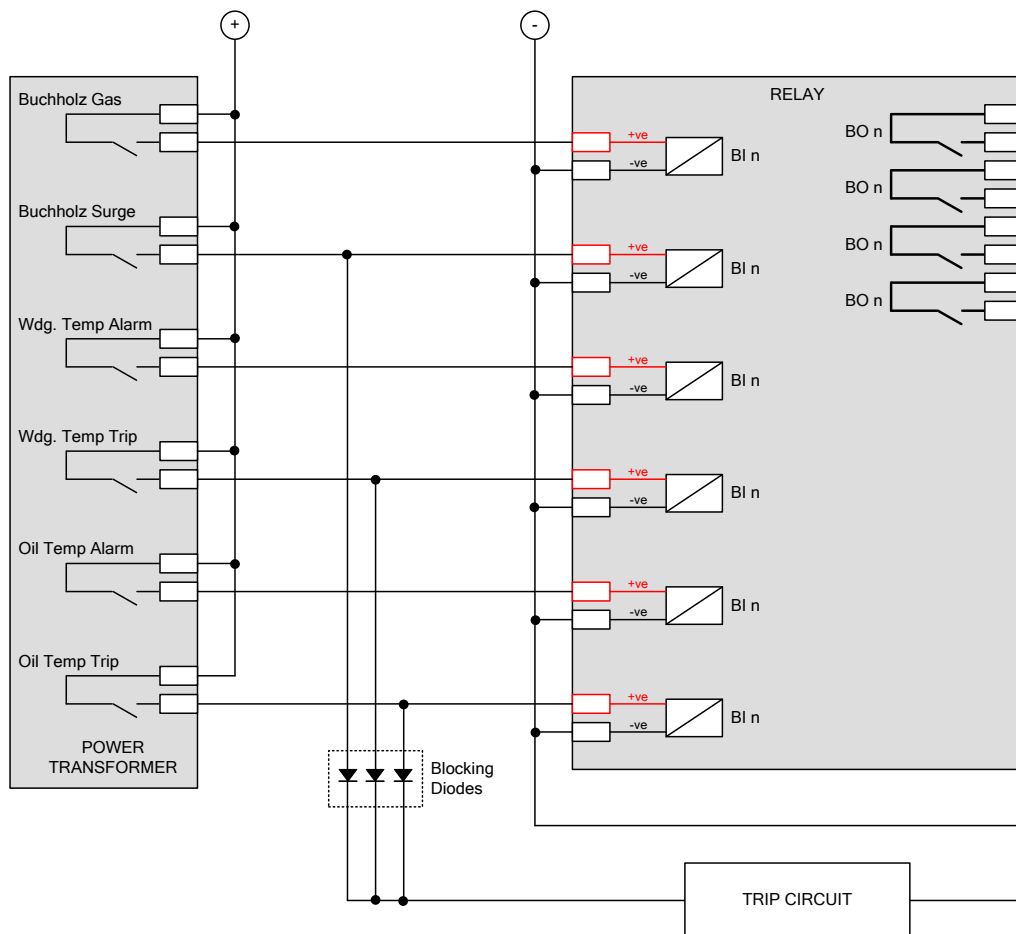 +
-
Buchholz Gas
Buchholz Surge
Wdg. Temp Alarm
Wdg. Temp Trip
Oil Temp Alarm
Oil Temp Trip
POWER
TRANSFORMER
RELAY
+ve
-ve
BI n
+ve
-ve
BI n
+ve
-ve
BI n
+ve
-ve
BI n
+ve
-ve
BI n
+ve
-ve
BI n
BO n
BO n
BO n
BO n
Blocking
Diodes
TRIP CIRCUIT